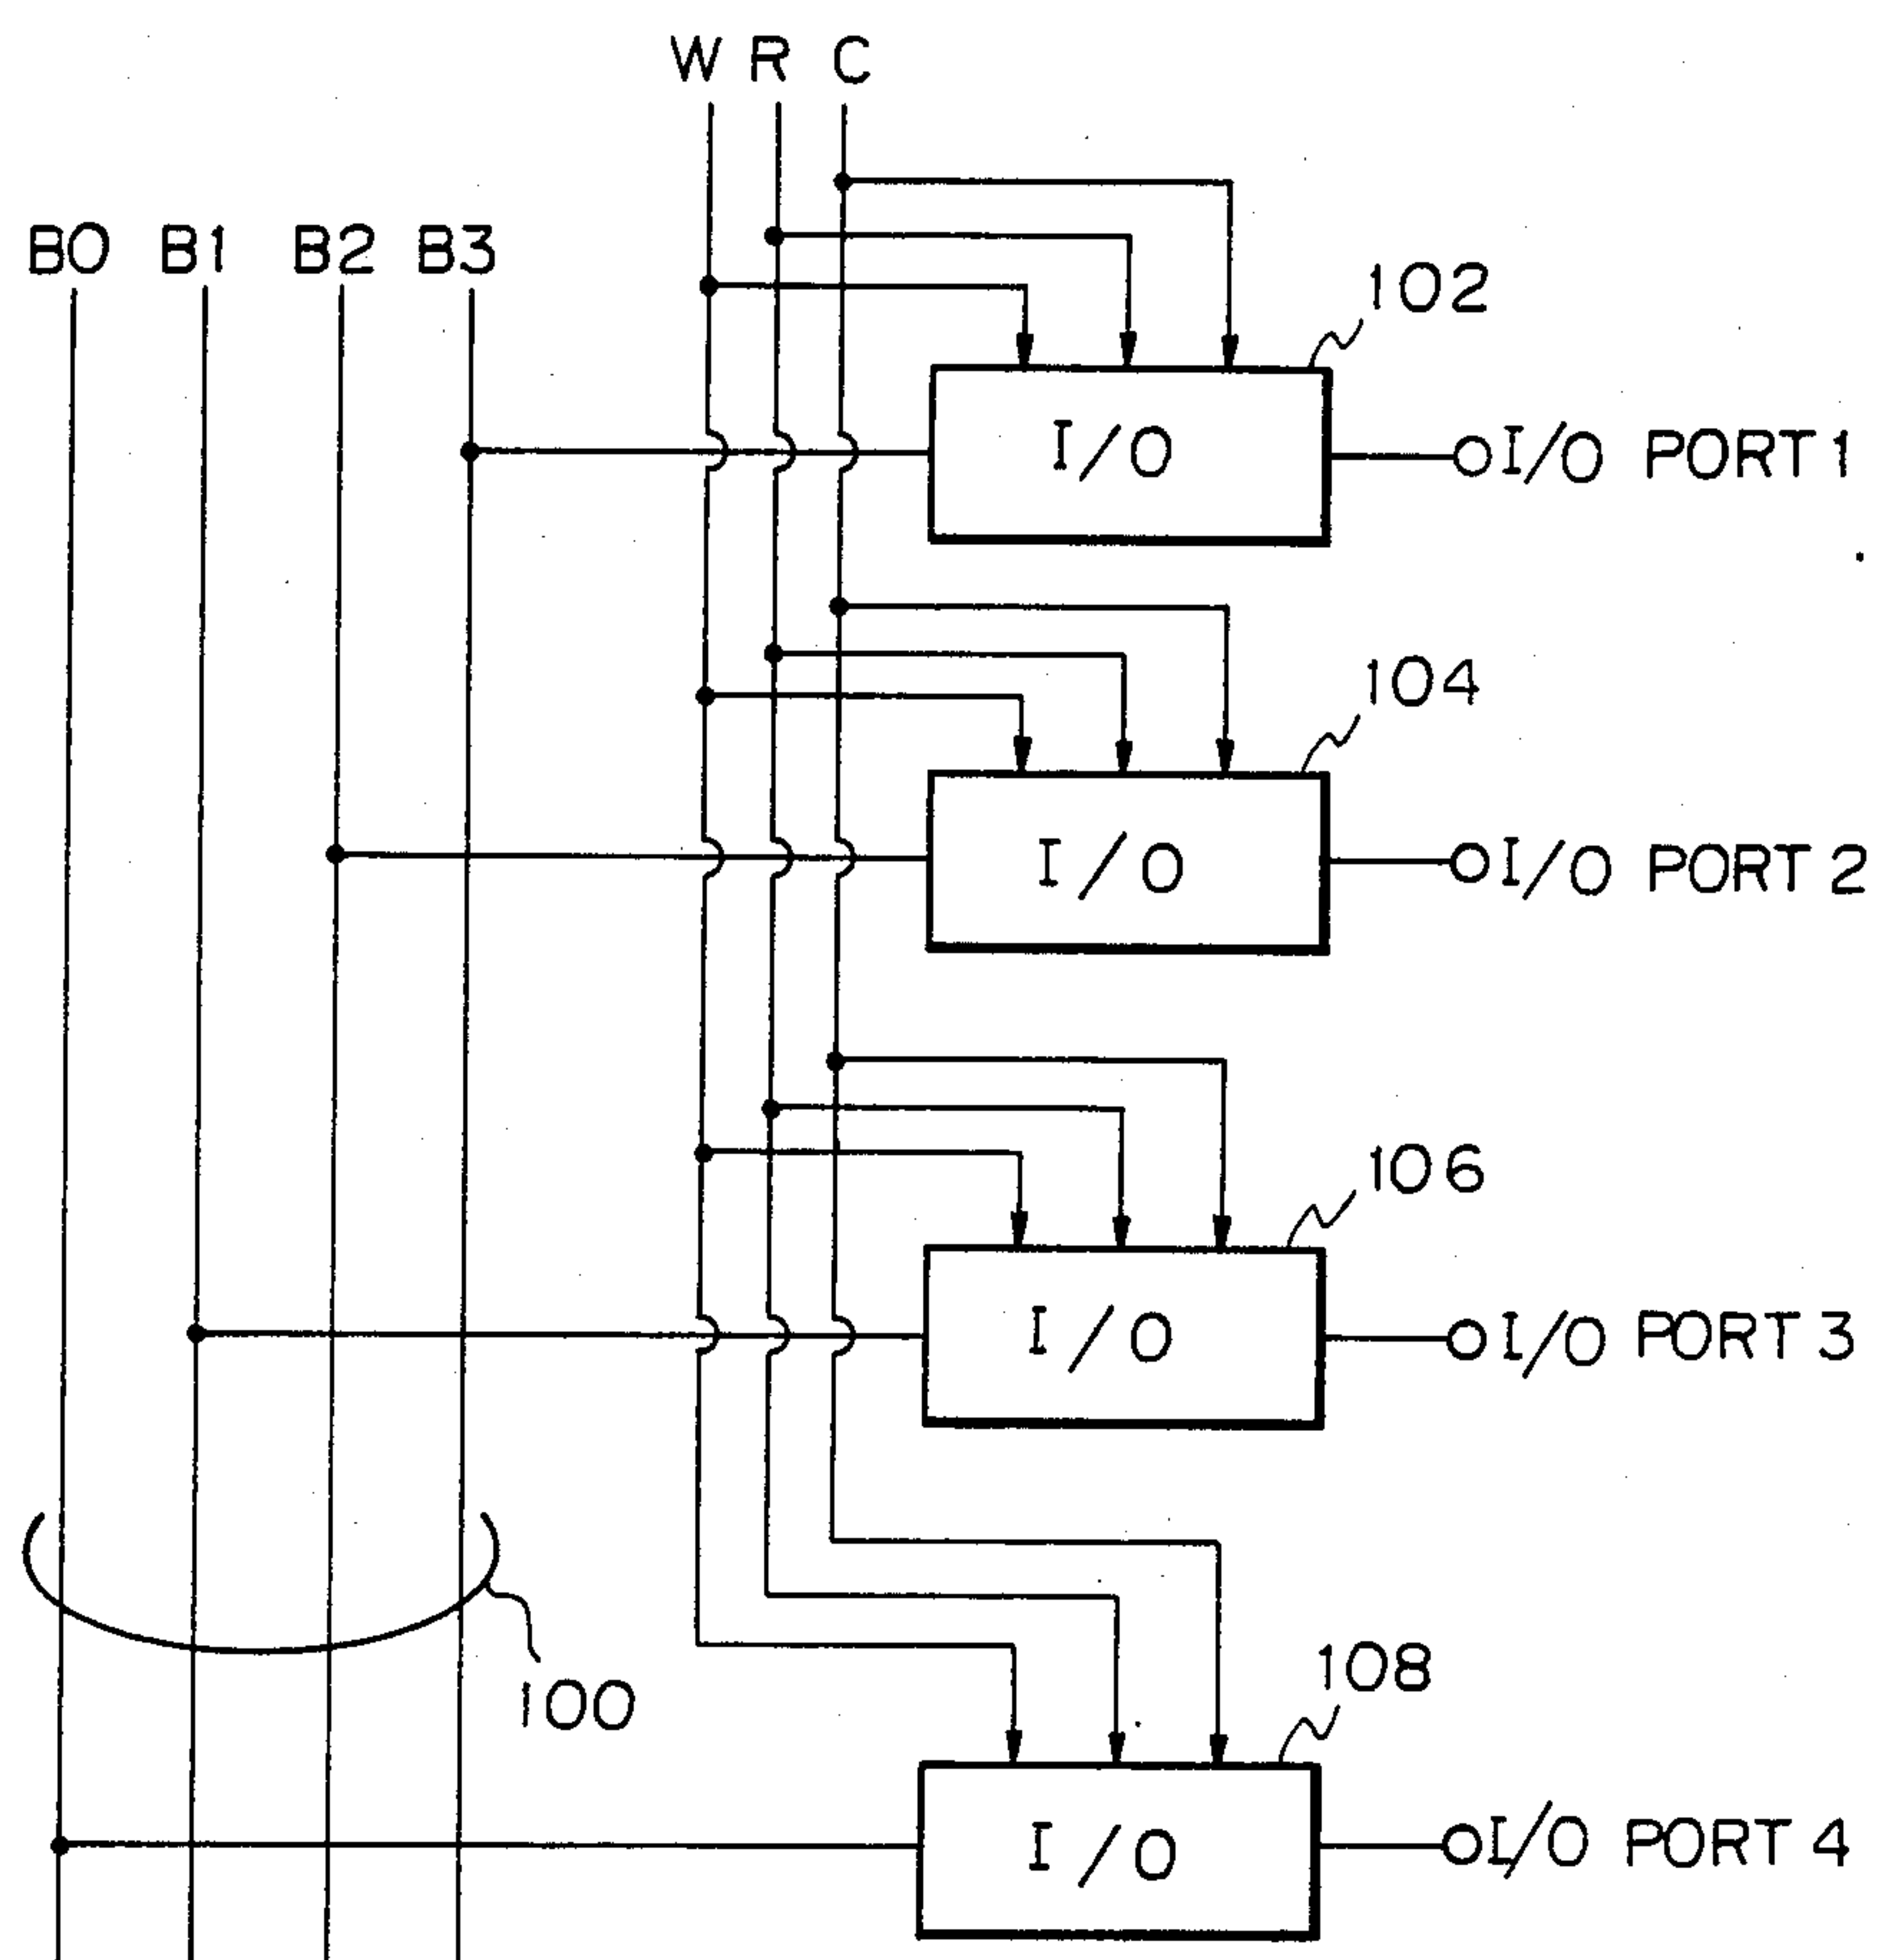 W R C
B0 B1 B2 B3
102
I/O
I/O PORT 1
104
I/O
I/O PORT 2
106
I/O
I/O PORT 3
100
108
I/O
I/O PORT 4